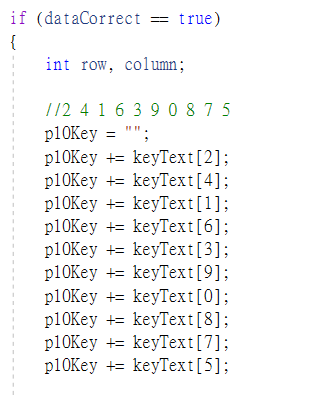 if (dataCorrect == true)
{
int row, column;
//2 4 1 6 3 9 0 8 7 5
p10Key = "";
p10Key += keyText[2];
p10Key += keyText[4];
p10Key += keyText[1];
p10Key += keyText[6];
p10Key += keyText[3];
p10Key += keyText[9];
p10Key += keyText[0];
p10Key += keyText[8];
p10Key += keyText[7];
p10Key += keyText[5];